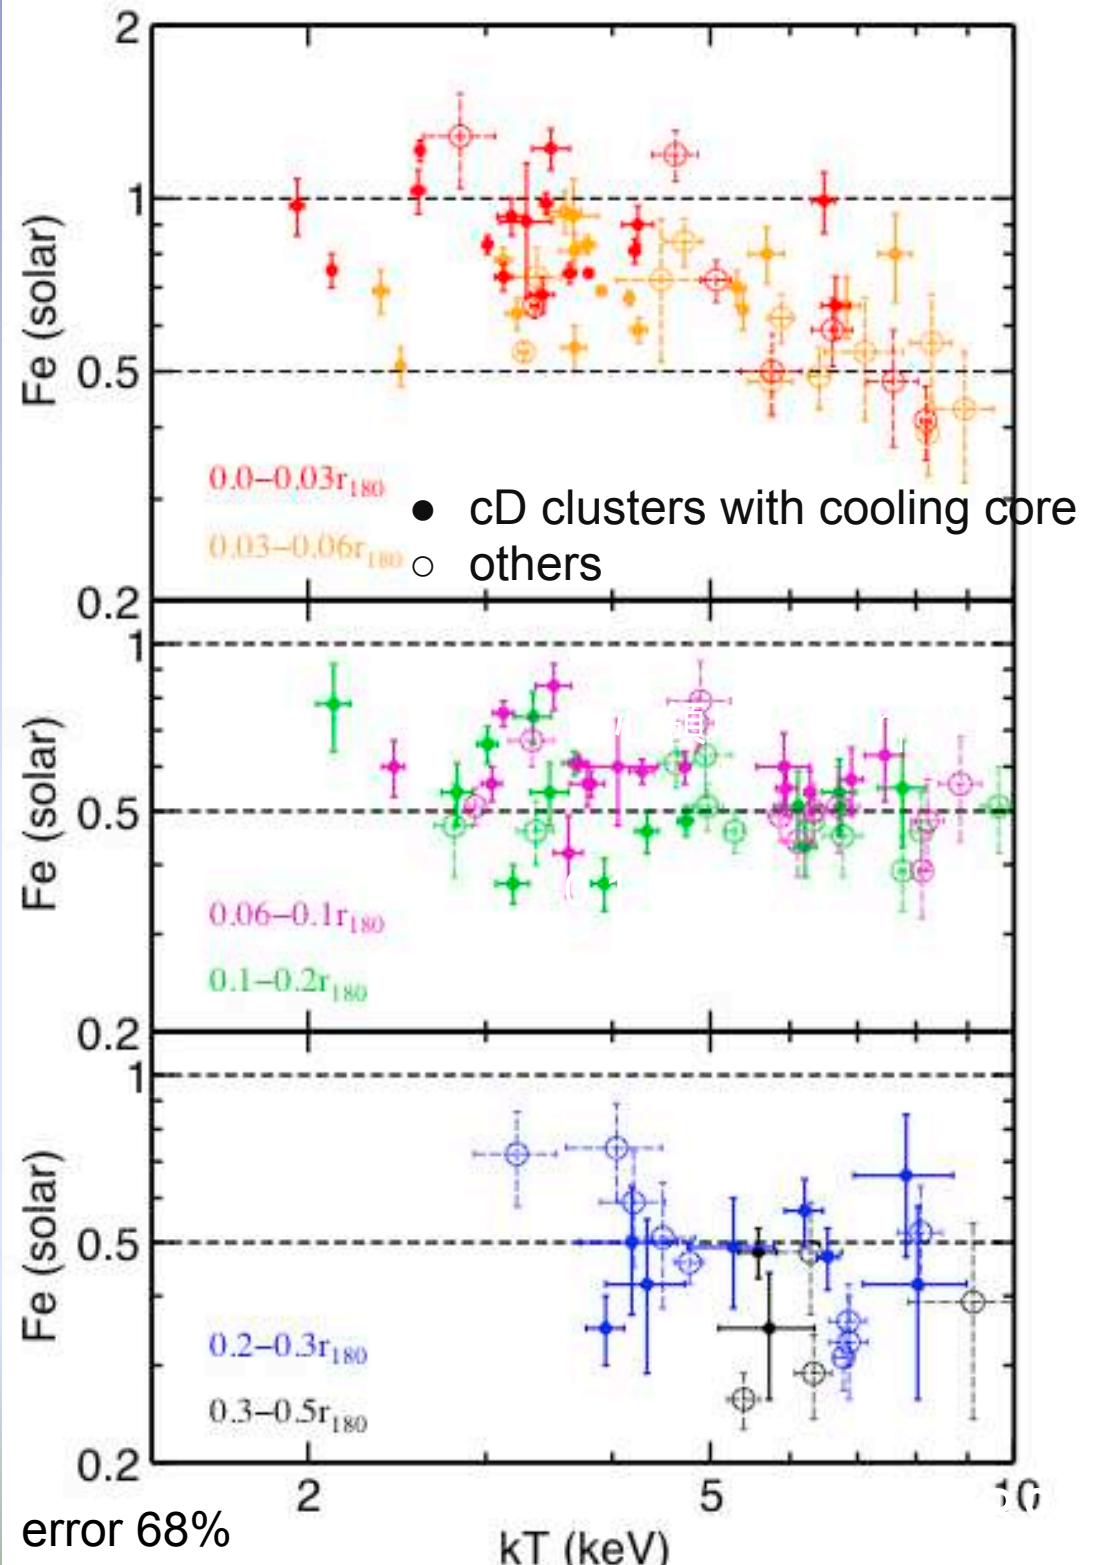 2
1
0.5
0.2
Fe (solar)
0.0–0.03r180
0.03–0.06r180
● cD clusters with cooling core
○ others
1
0.5
0.2
Fe (solar)
0.06–0.1r180
0.1–0.2r180
1
0.5
0.2
Fe (solar)
0.2–0.3r180
0.3–0.5r180
2 5 10
error 68%
kT (keV)